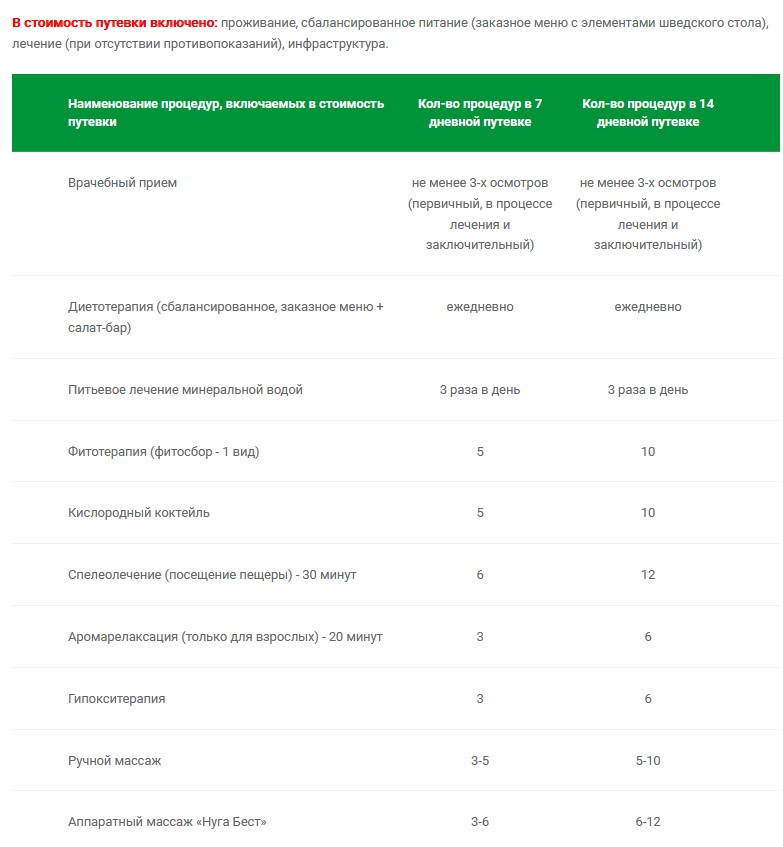 В стоимость путевки включено: проживание, сбалансированное питание (заказное меню с элементами шведского стола),
лечение (при отсутствии противопоказаний), инфраструктура.
Наименование процедур, включаемых в стоимость
путевки
Кол-во процедур в 7
дневной путевке
Кол-во процедур в 14
дневной путевке
Врачебный прием
не менее 3-х осмотров
(первичный, в процессе
лечения и
заключительный)
не менее 3-х осмотров
(первичный, в процессе
лечения и
заключительный)
Диетотерапия (сбалансированное, заказное меню +
салат-бар)
ежедневно
ежедневно
Питьевое лечение минеральной водой
3 раза в день
3 раза в день
Фитотерапия (фитосбор - 1 вид)
5
10
Кислородный коктейль
5
10
Спелеолечение (посещение пещеры) - 30 минут
6
12
Аромарелаксация (только для взрослых) - 20 минут
3
6
Гипокситерапия
3
6
Ручной массаж
3-5
5-10
Аппаратный массаж «Нуга Бест»
3-6
6-12